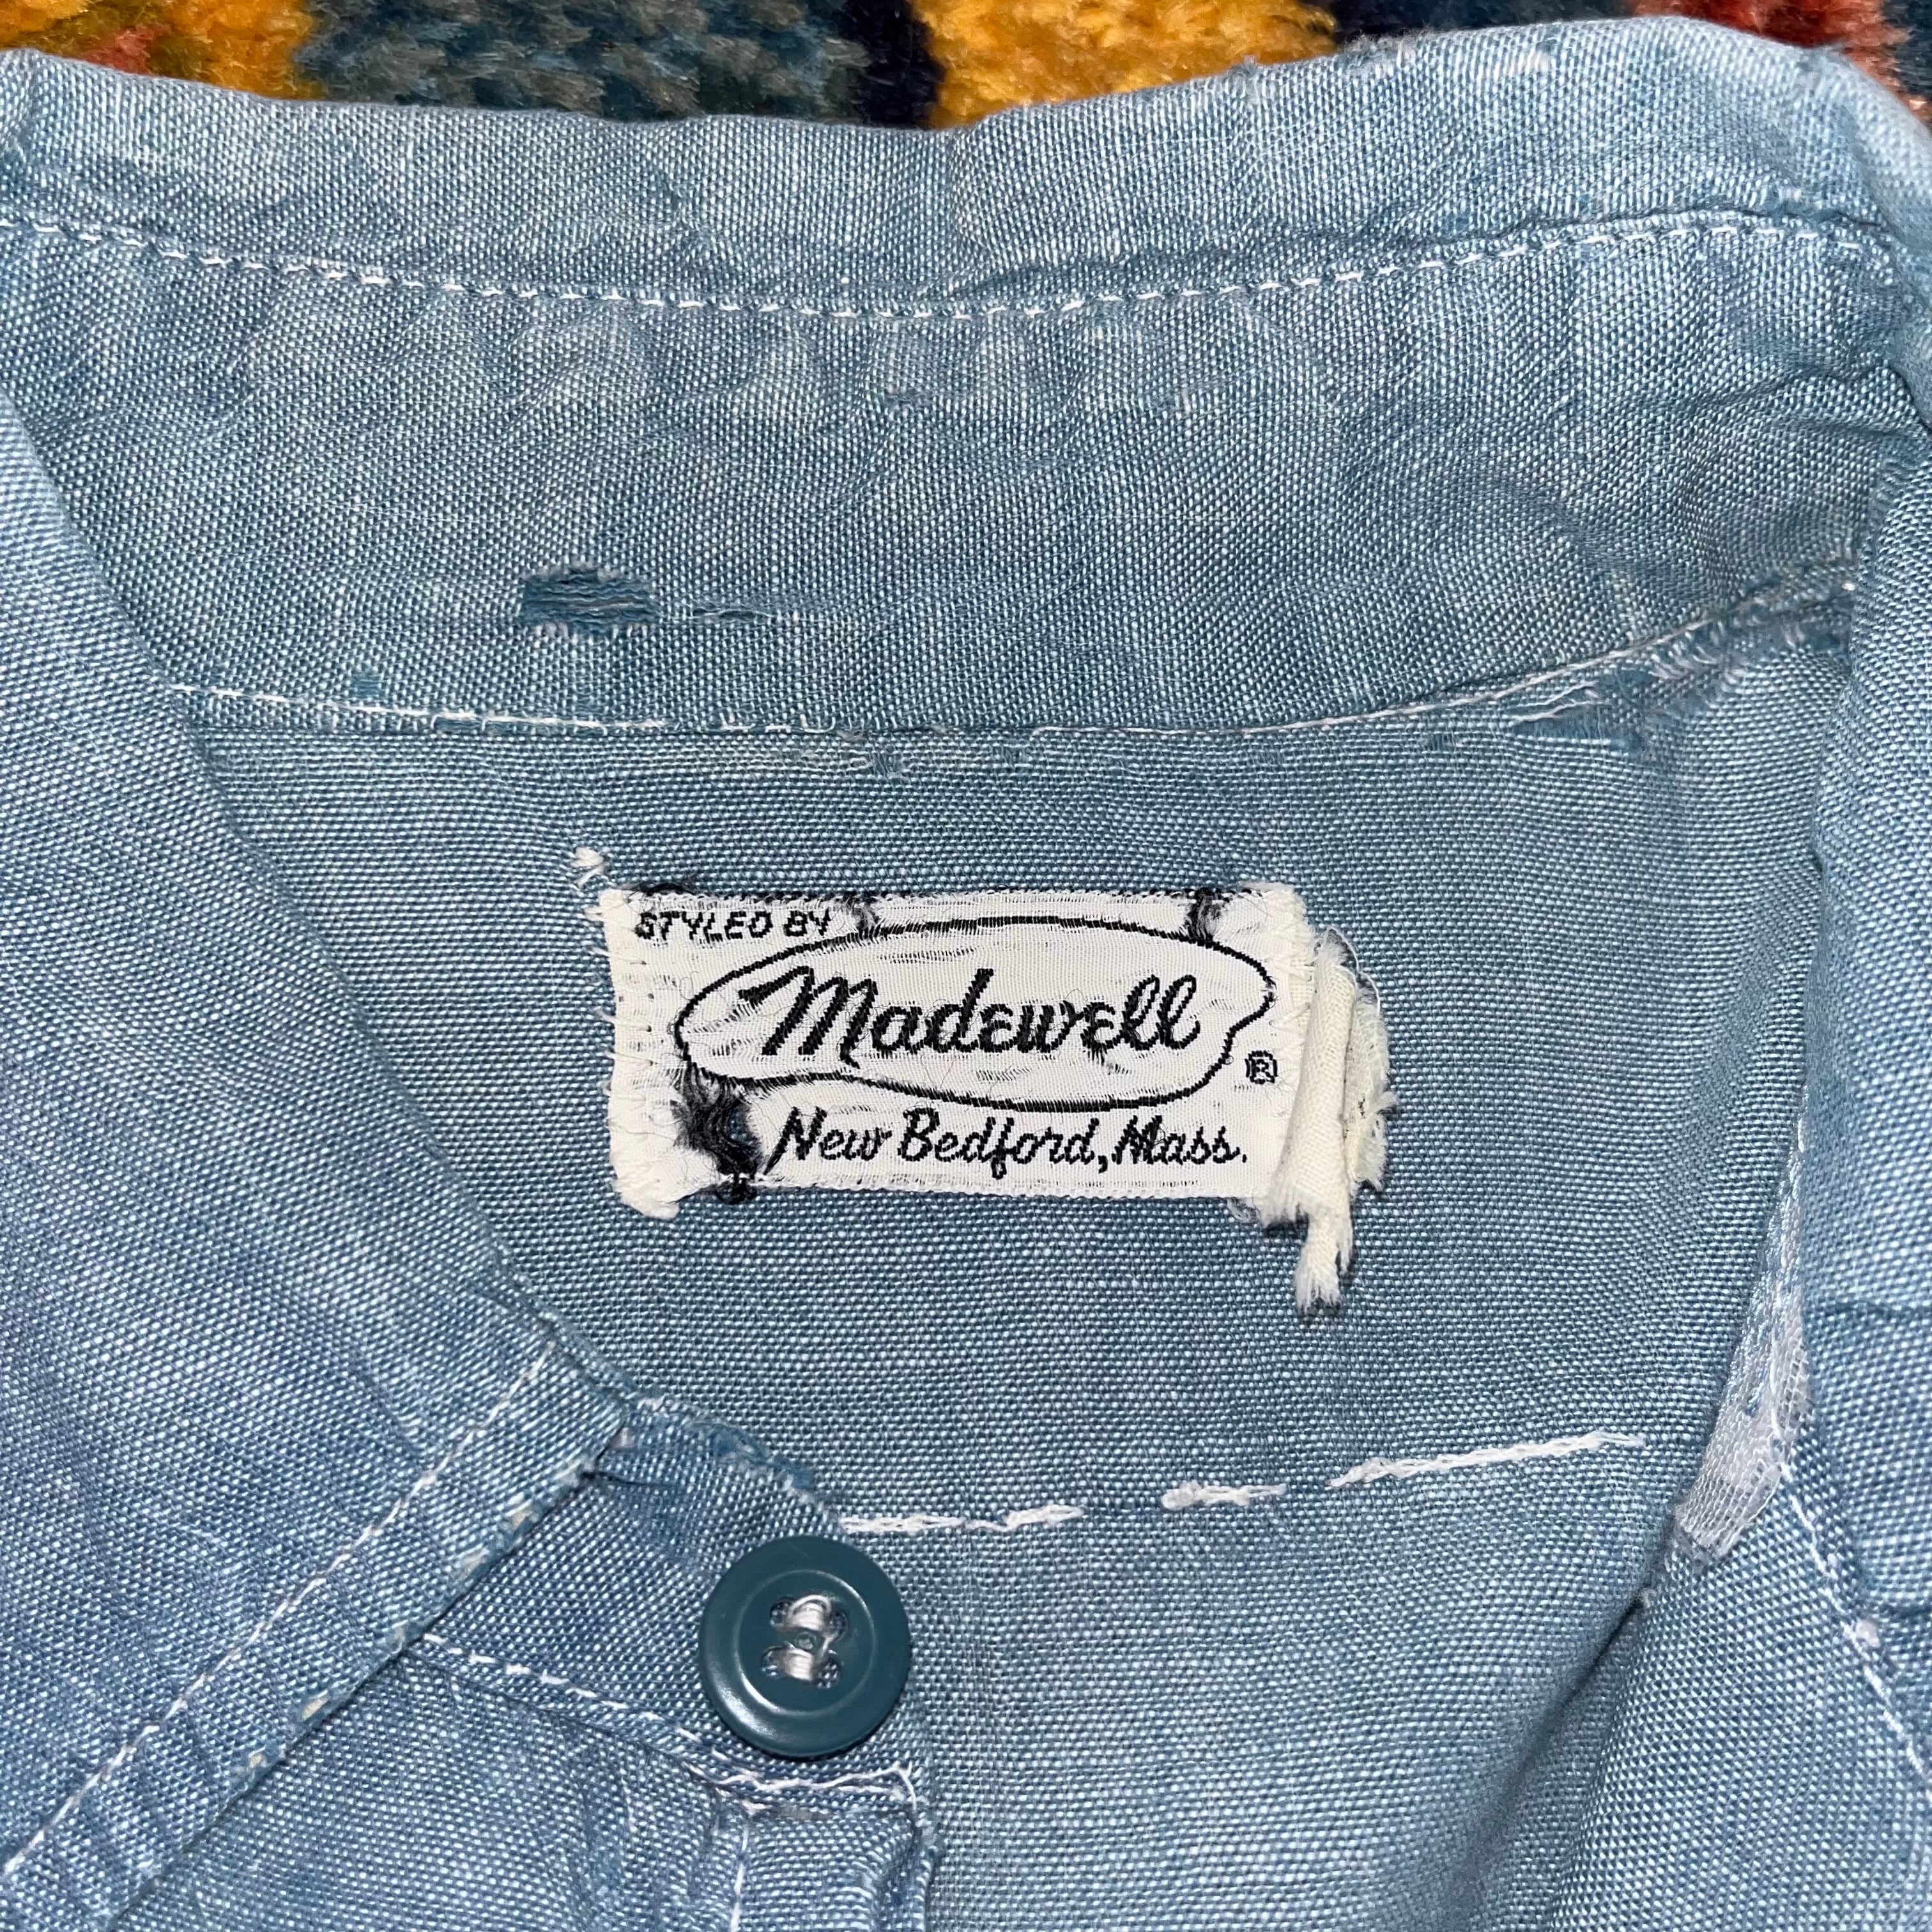 STYLED BY
Madewell
®
New Bedford, Mass.